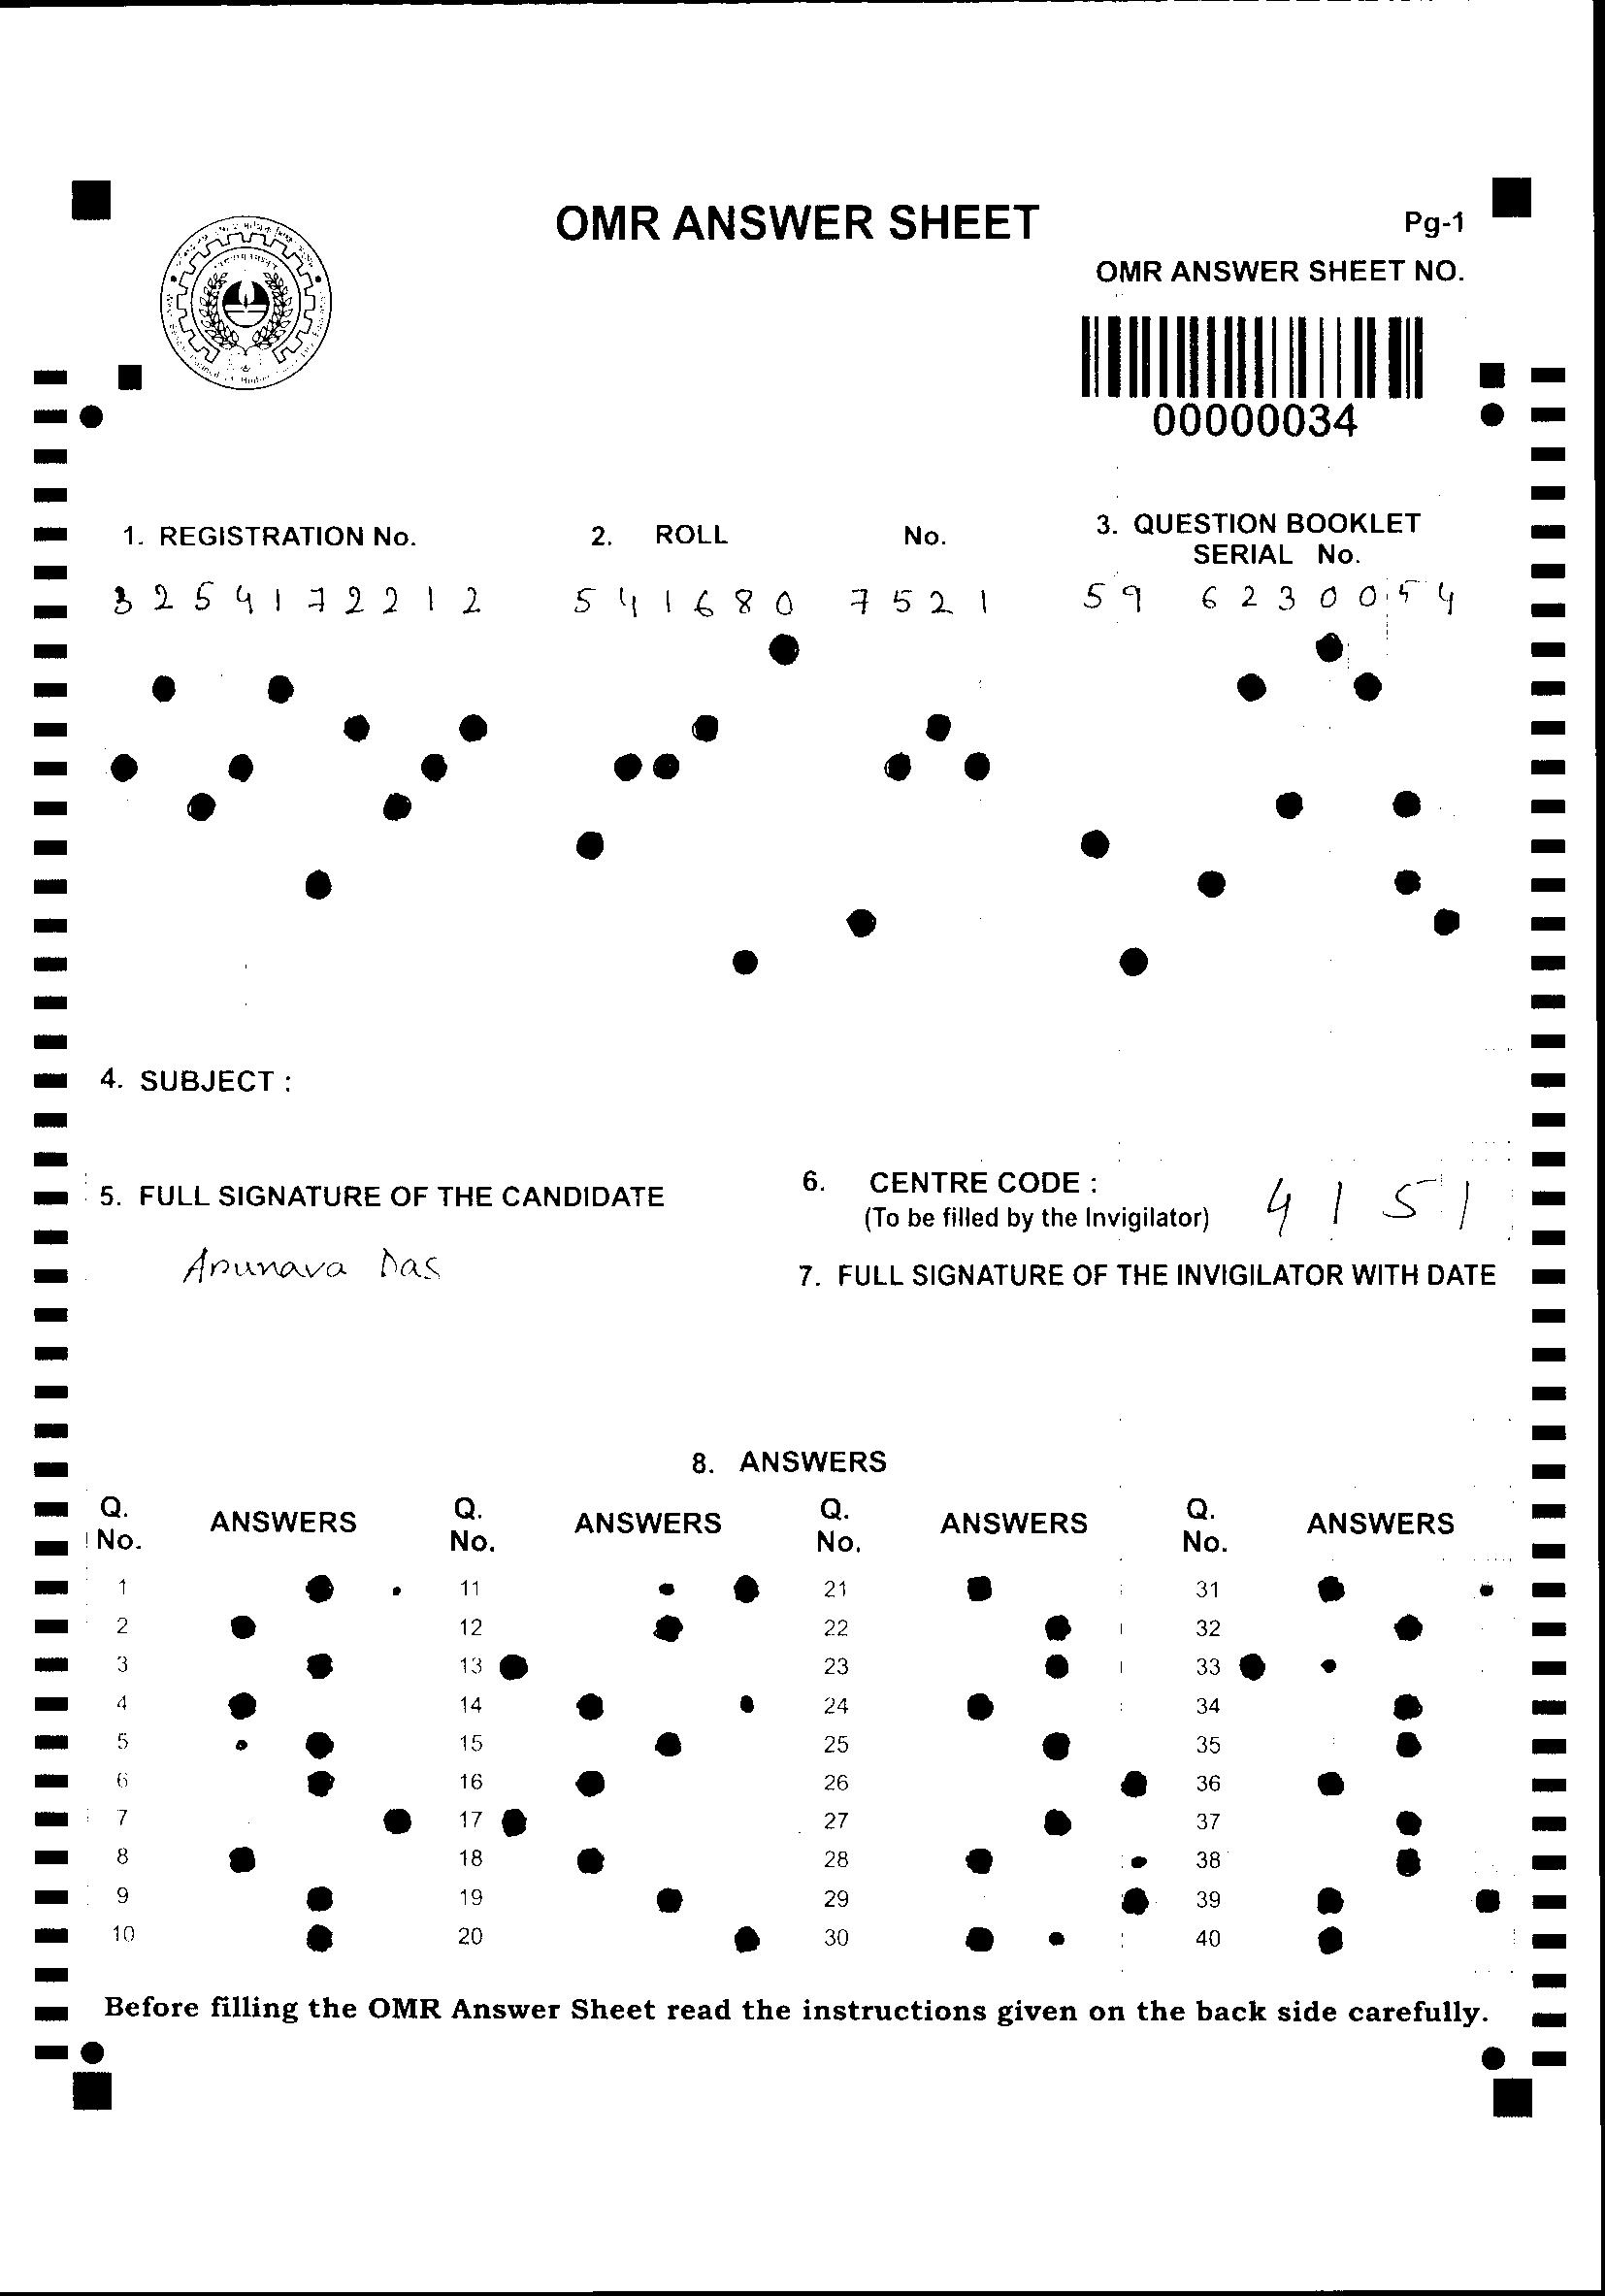 OMR ANSWER SHEET
Pg-1
OMR ANSWER SHEET NO.
00000034
1. REGISTRATION No.
2. ROLL No.
3. QUESTION BOOKLET
SERIAL No.
3 2 5 4 1 7 2 2 1 2
5 4 1 6 8 0 7 5 2 1
5 9 6 2 3 0 0 5 4
4. SUBJECT :
5. FULL SIGNATURE OF THE CANDIDATE
Arunava Das
6. CENTRE CODE :
(To be filled by the Invigilator)
4 1 5 1
7. FULL SIGNATURE OF THE INVIGILATOR WITH DATE
8. ANSWERS
Q. ANSWERS Q. ANSWERS Q. ANSWERS Q. ANSWERS
No. No. No. No.
1 11 21 31
2 12 22 32
3 13 23 33
4 14 24 34
5 15 25 35
6 16 26 36
7 17 27 37
8 18 28 38
9 19 29 39
10 20 30 40
Before filling the OMR Answer Sheet read the instructions given on the back side carefully.